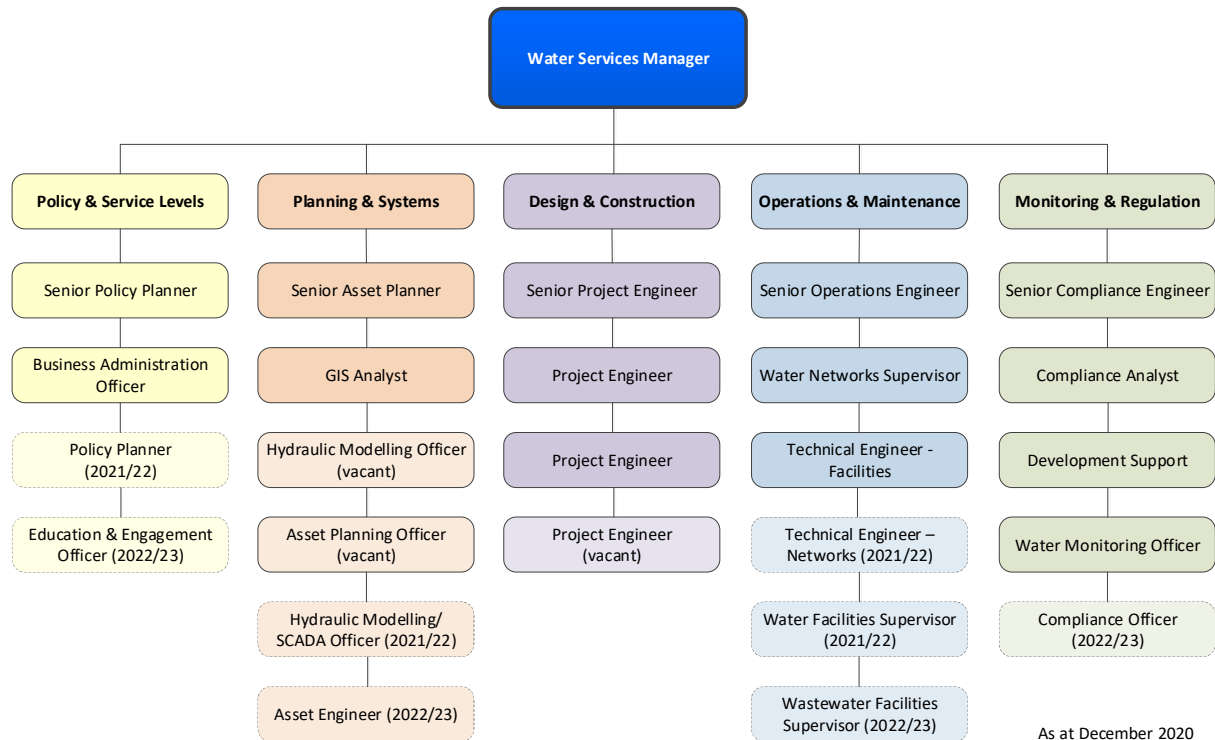 Water Services Manager
Policy & Service Levels
Planning & Systems
Design & Construction
Operations & Maintenance
Monitoring & Regulation
Senior Policy Planner
Senior Asset Planner
Senior Project Engineer
Senior Operations Engineer
Senior Compliance Engineer
Business Administration
Officer
GIS Analyst
Project Engineer
Water Networks Supervisor
Compliance Analyst
Policy Planner
(2021/22)
Hydraulic Modelling Officer
(vacant)
Project Engineer
Technical Engineer -
Facilities
Development Support
Education & Engagement
Officer (2022/23)
Asset Planning Officer
(vacant)
Project Engineer
(vacant)
Technical Engineer –
Networks (2021/22)
Water Monitoring Officer
Hydraulic Modelling/
SCADA Officer (2021/22)
Water Facilities Supervisor
(2021/22)
Compliance Officer
(2022/23)
Asset Engineer (2022/23)
Wastewater Facilities
Supervisor (2022/23)
As at December 2020